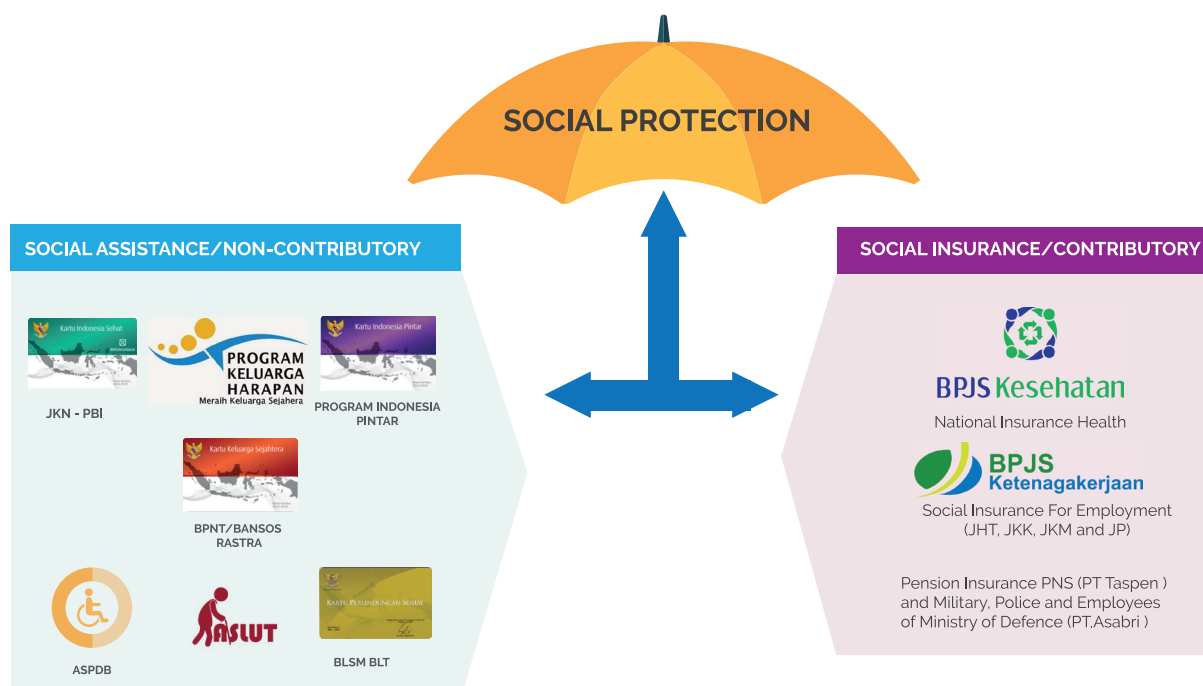 SOCIAL PROTECTION
SOCIAL ASSISTANCE/NON-CONTRIBUTORY
Kartu Indonesia Sehat
JKN - PBI
PROGRAM
KELUARGA
HARAPAN
Meraih Keluarga Sejahera
Kartu Indonesia Pintar
PROGRAM INDONESIA
PINTAR
Kartu Keluarga Sejahtera
BPNT/BANSOS
RASTRA
ASPDB
ASLUT
KARTU PERLINDUNGAN SOSIAL
BLSM BLT
SOCIAL INSURANCE/CONTRIBUTORY
BPJS Kesehatan
National Insurance Health
BPJS
Ketenagakerjaan
Social Insurance For Employment
(JHT, JKK, JKM and JP)
Pension Insurance PNS (PT Taspen )
and Military, Police and Employees
of Ministry of Defence (PT.Asabri )